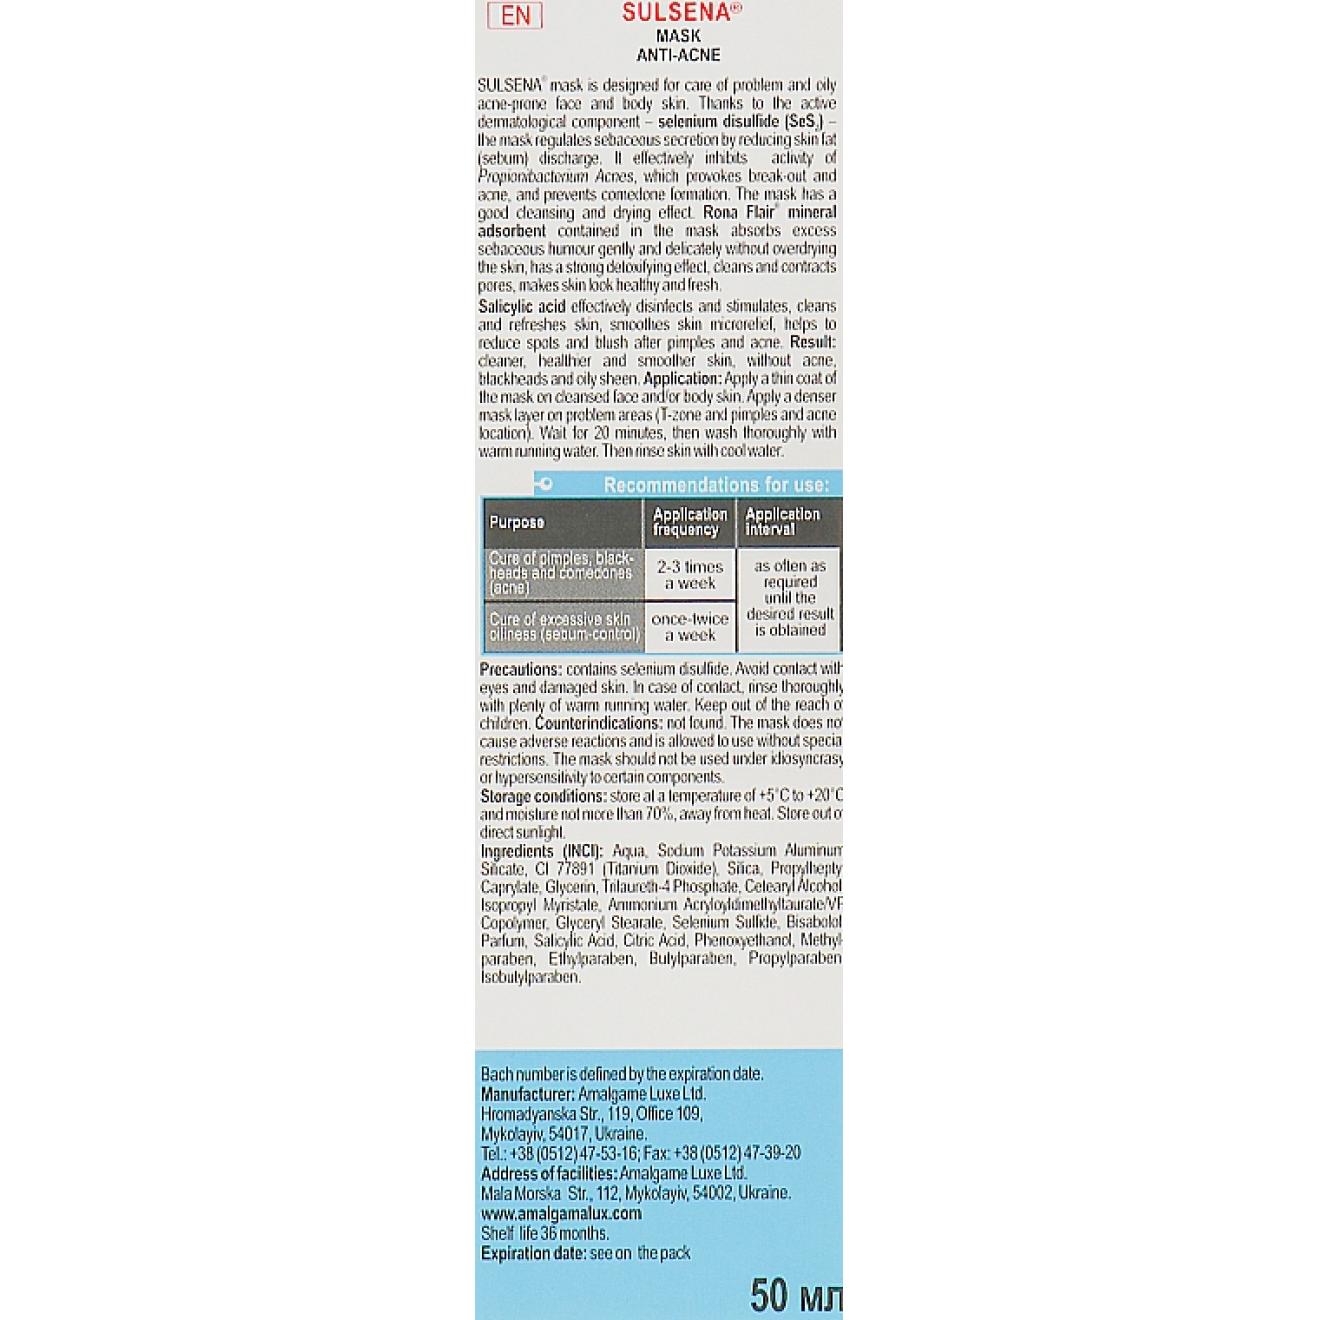 EN
SULSENA®
MASK
ANTI-ACNE
SULSENA® mask is designed for care of problem and oily
acne-prone face and body skin. Thanks to the active
dermatological component – selenium disulfide (SeS₂) –
the mask regulates sebaceous secretion by reducing skin fat
(sebum) discharge. It effectively inhibits activity of
Propionibacterium Acnes, which provokes break-out and
acne, and prevents comedone formation. The mask has a
good cleansing and drying effect. Rona Flair® mineral
adsorbent contained in the mask absorbs excess
sebaceous humour gently and delicately without overdrying
the skin, has a strong detoxifying effect, cleans and contracts
pores, makes skin look healthy and fresh.
Salicylic acid effectively disinfects and stimulates, cleans
and refreshes skin, smoothes skin microrelief, helps to
reduce spots and blush after pimples and acne. Result:
cleaner, healthier and smoother skin, without acne,
blackheads and oily sheen. Application: Apply a thin coat of
the mask on cleansed face and/or body skin. Apply a denser
mask layer on problem areas (T-zone and pimples and acne
location). Wait for 20 minutes, then wash thoroughly with
warm running water. Then rinse skin with cool water.
Recommendations for use:
Purpose
Application
frequency
Application
interval
Cure of pimples, black-
heads and comedones
(acne)
2-3 times
a week
as often as
required
until the
desired result
is obtained
Cure of excessive skin
oiliness (sebum-control)
once-twice
a week
Precautions: contains selenium disulfide. Avoid contact with
eyes and damaged skin. In case of contact, rinse thoroughly
with plenty of warm running water. Keep out of the reach of
children. Counterindications: not found. The mask does not
cause adverse reactions and is allowed to use without specia
restrictions. The mask should not be used under idiosyncrasy
or hypersensitivity to certain components.
Storage conditions: store at a temperature of +5˚C to +20˚C
and moisture not more than 70%, away from heat. Store out of
direct sunlight.
Ingredients (INCI): Aqua, Sodium Potassium Aluminum
Silicate, CI 77891 (Titanium Dioxide), Silica, Propylheptyl
Caprylate, Glycerin, Trilaureth-4 Phosphate, Cetearyl Alcohol
Isopropyl Myristate, Ammonium Acryloyldimethyltaurate/VP
Copolymer, Glyceryl Stearate, Selenium Sulfide, Bisabolol
Parfum, Salicylic Acid, Citric Acid, Phenoxyethanol, Methyl-
paraben, Ethylparaben, Butylparaben, Propylparaben
Isobutylparaben.
Bach number is defined by the expiration date.
Manufacturer: Amalgame Luxe Ltd.
Hromadyanska Str., 119, Office 109,
Mykolayiv, 54017, Ukraine.
Tel.: +38 (0512) 47-53-16; Fax: +38 (0512) 47-39-20
Address of facilities: Amalgame Luxe Ltd.
Mala Morska Str., 112, Mykolayiv, 54002, Ukraine.
www.amalgamalux.com
Shelf life 36 months.
Expiration date: see on the pack
50 мл